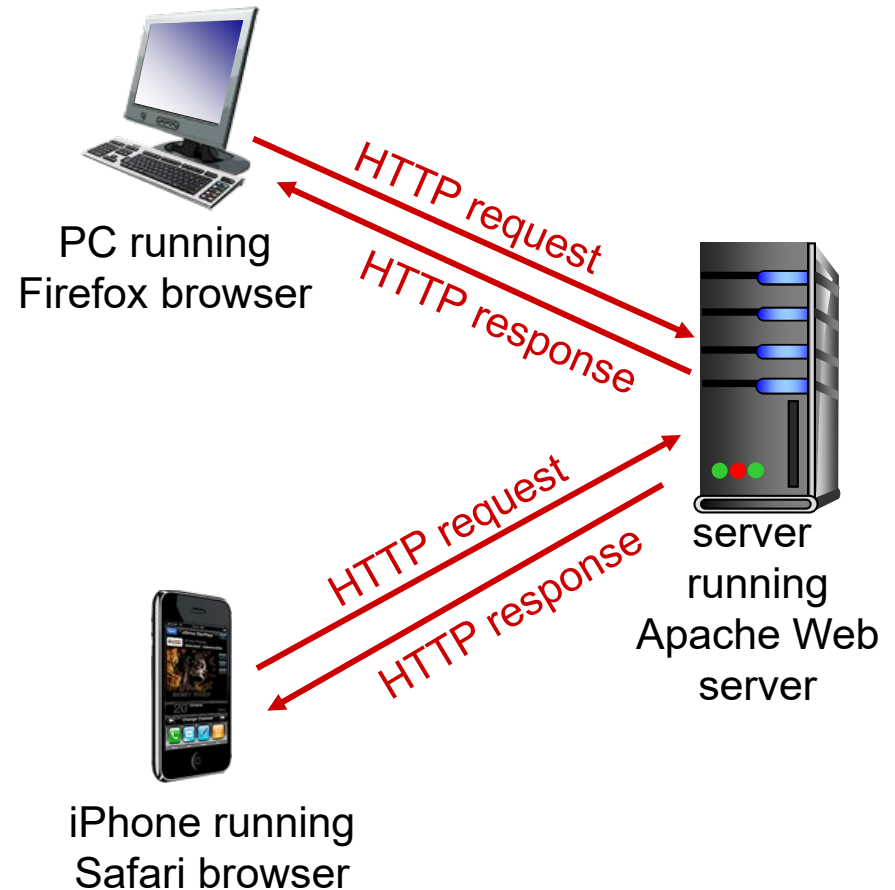 HTTP request
HTTP response
PC running
Firefox browser
HTTP request
HTTP response
server
running
Apache Web
server
iPhone running
Safari browser